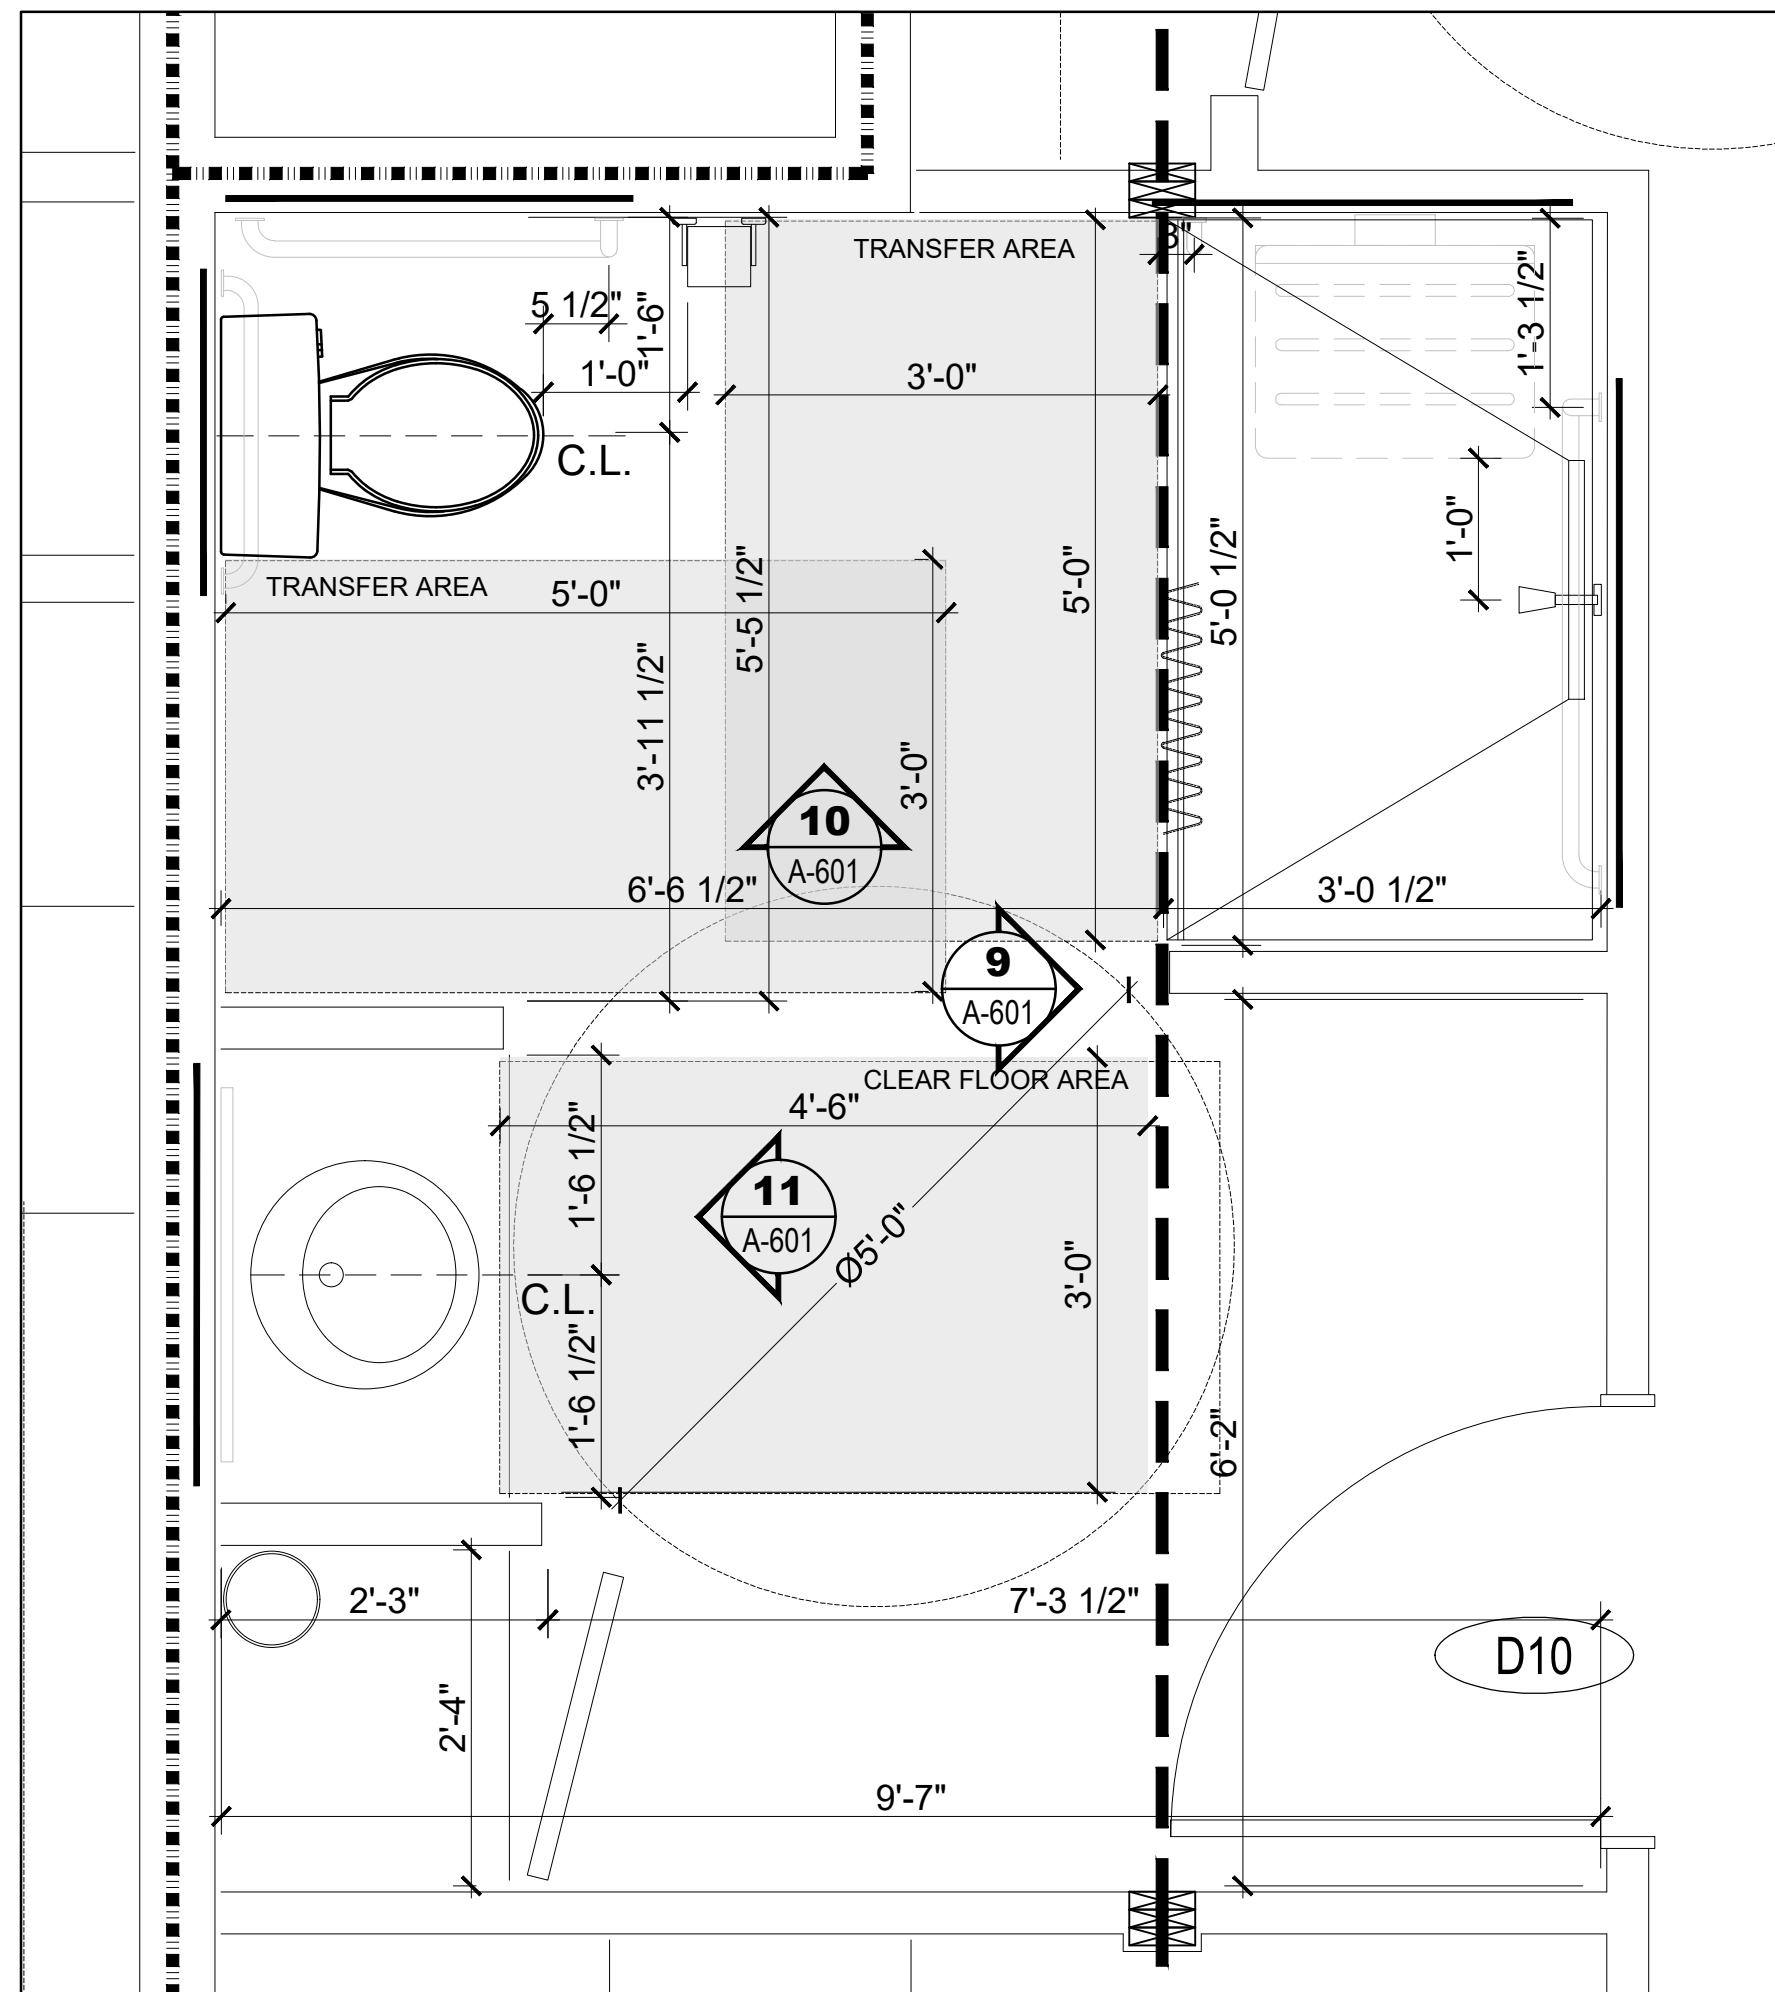 TRANSFER AREA
3"
5 1/2"
1'-6"
1'-3 1/2"
1'-0"
3'-0"
C.L.
1'-0"
TRANSFER AREA
5'-0"
5'-5 1/2"
5'-0"
5'-0 1/2"
3'-11 1/2"
3'-0"
10
A-601
6'-6 1/2"
3'-0 1/2"
9
A-601
CLEAR FLOOR AREA
4'-6"
1'-6 1/2"
11
A-601
Ø5'-0"
3'-0"
C.L.
1'-6 1/2"
6'-2"
2'-3"
7'-3 1/2"
D10
2'-4"
9'-7"